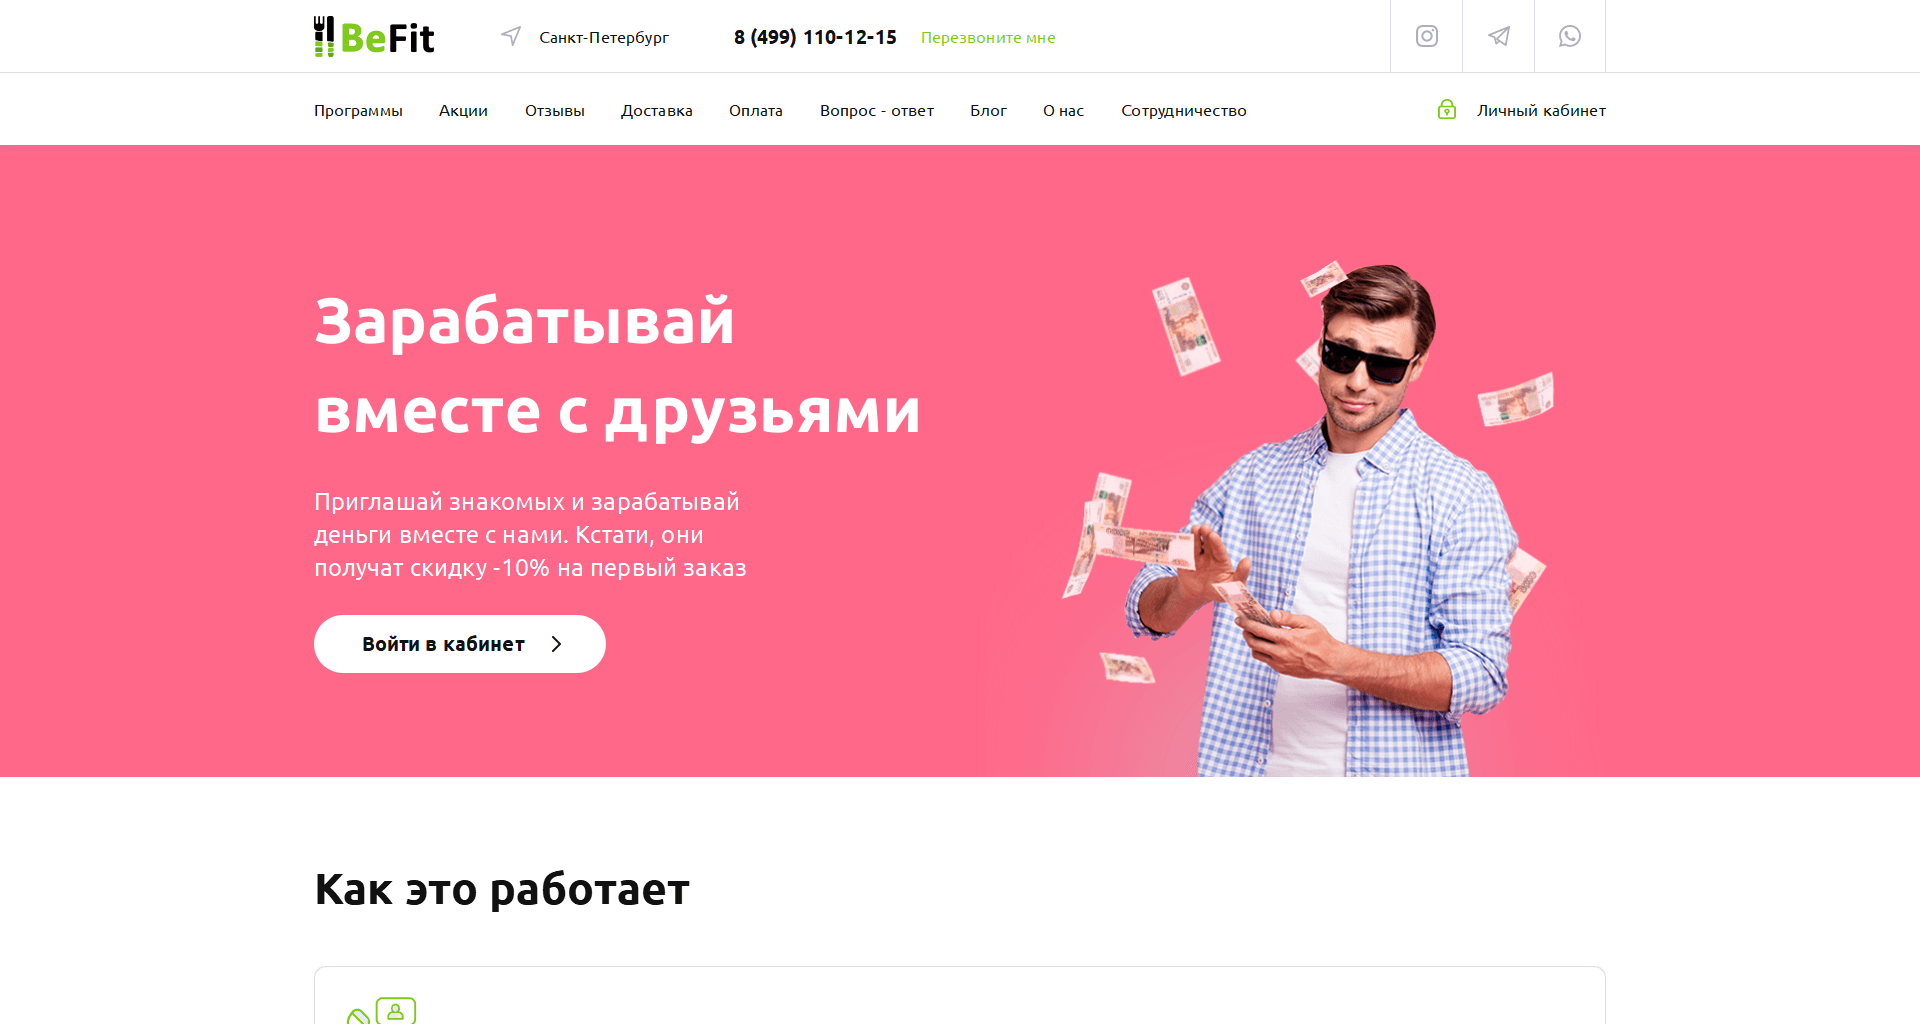 BeFit
Санкт-Петербург
8 (499) 110-12-15
Перезвоните мне
Программы
Акции
Отзывы
Доставка
Оплата
Вопрос - ответ
Блог
О нас
Сотрудничество
Личный кабинет
Зарабатывай
вместе с друзьями
Приглашай знакомых и зарабатывай
деньги вместе с нами. Кстати, они
получат скидку -10% на первый заказ
Войти в кабинет
Как это работает